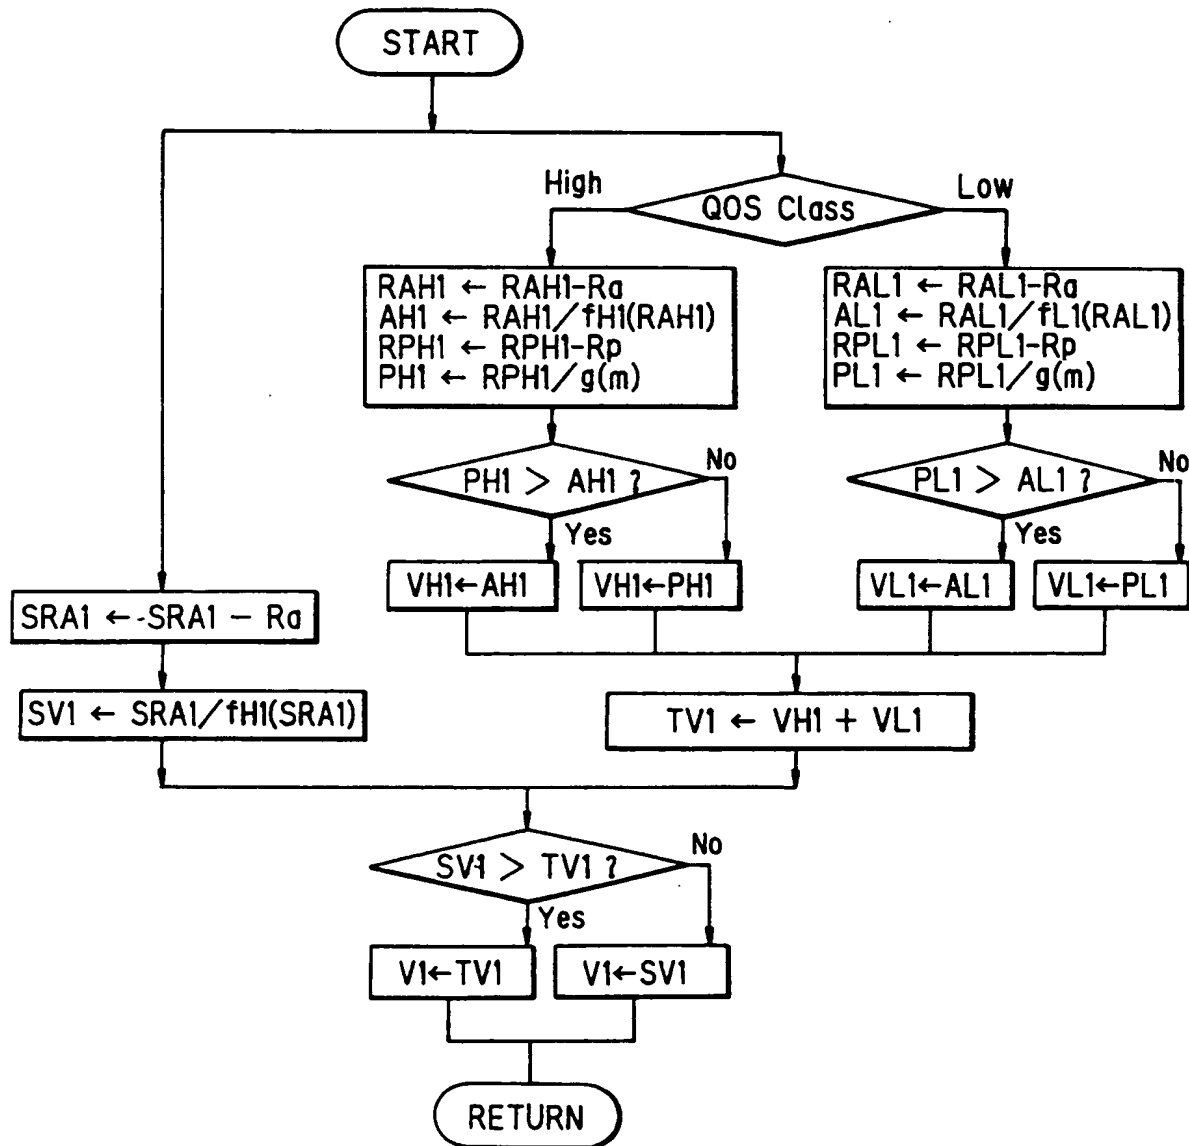 START
High
QOS Class
Low
RAH1 ← RAH1-Ra
AH1 ← RAH1/fH1(RAH1)
RPH1 ← RPH1-Rp
PH1 ← RPH1/g(m)
RAL1 ← RAL1-Ra
AL1 ← RAL1/fL1(RAL1)
RPL1 ← RPL1-Rp
PL1 ← RPL1/g(m)
PH1 > AH1 ?
No
Yes
PL1 > AL1 ?
No
Yes
VH1←AH1
VH1←PH1
VL1←AL1
VL1←PL1
SRA1 ← SRA1 – Ra
SV1 ← SRA1/fH1(SRA1)
TV1 ← VH1 + VL1
SV1 > TV1 ?
No
Yes
V1←TV1
V1←SV1
RETURN